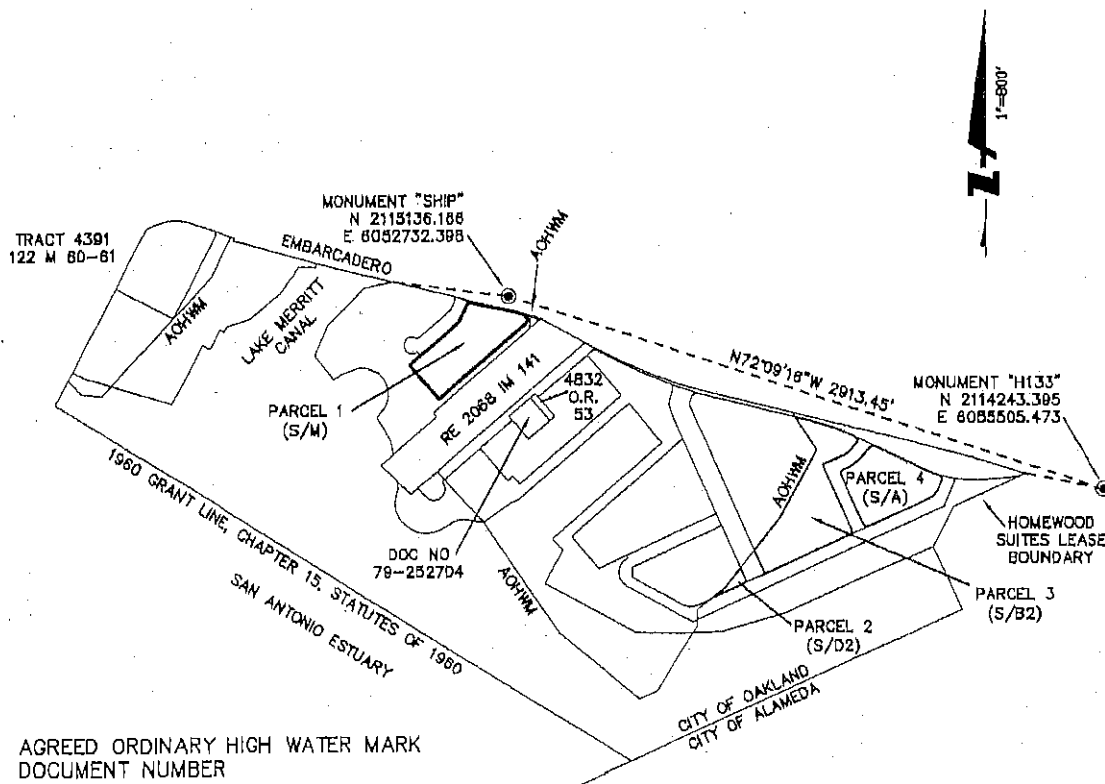 1"=800'
Z
MONUMENT "SHIP"
N 2115136.166
E 6052732.398
AOHWM
TRACT 4391
122 M 60-61
EMBARCADERO
AOHWM
LAKE MERRITT
CANAL
N72°09'16"W 2913.45'
MONUMENT "H133"
N 2114243.395
E 6055505.473
RE 2068 IM 141
4832
O.R.
53
PARCEL 1
(S/M)
AOHWM
PARCEL 4
(S/A)
HOMEWOOD
SUITES LEASE
BOUNDARY
1960 GRANT LINE, CHAPTER 15, STATUTES OF 1960
DOC NO
79-252704
AOHWM
PARCEL 3
(S/B2)
SAN ANTONIO ESTUARY
PARCEL 2
(S/D2)
CITY OF OAKLAND
CITY OF ALAMEDA
AGREED ORDINARY HIGH WATER MARK
DOCUMENT NUMBER